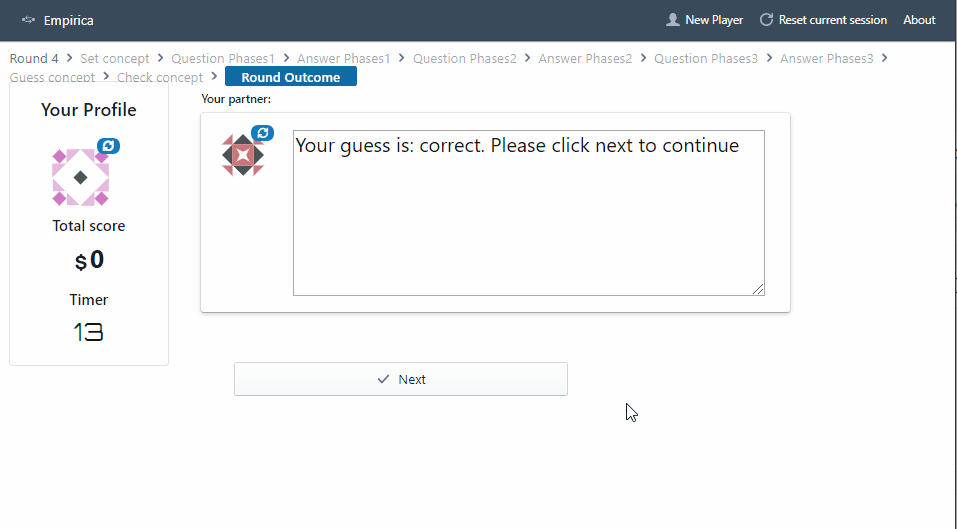 Empirica
New Player
Reset current session
About
Round 4 > Set concept > Question Phases1 > Answer Phases1 > Question Phases2 > Answer Phases2 > Question Phases3 > Answer Phases3 >
Guess concept > Check concept > Round Outcome
Your Profile
Total score
$0
Timer
13
Your partner:
Your guess is: correct. Please click next to continue
Next